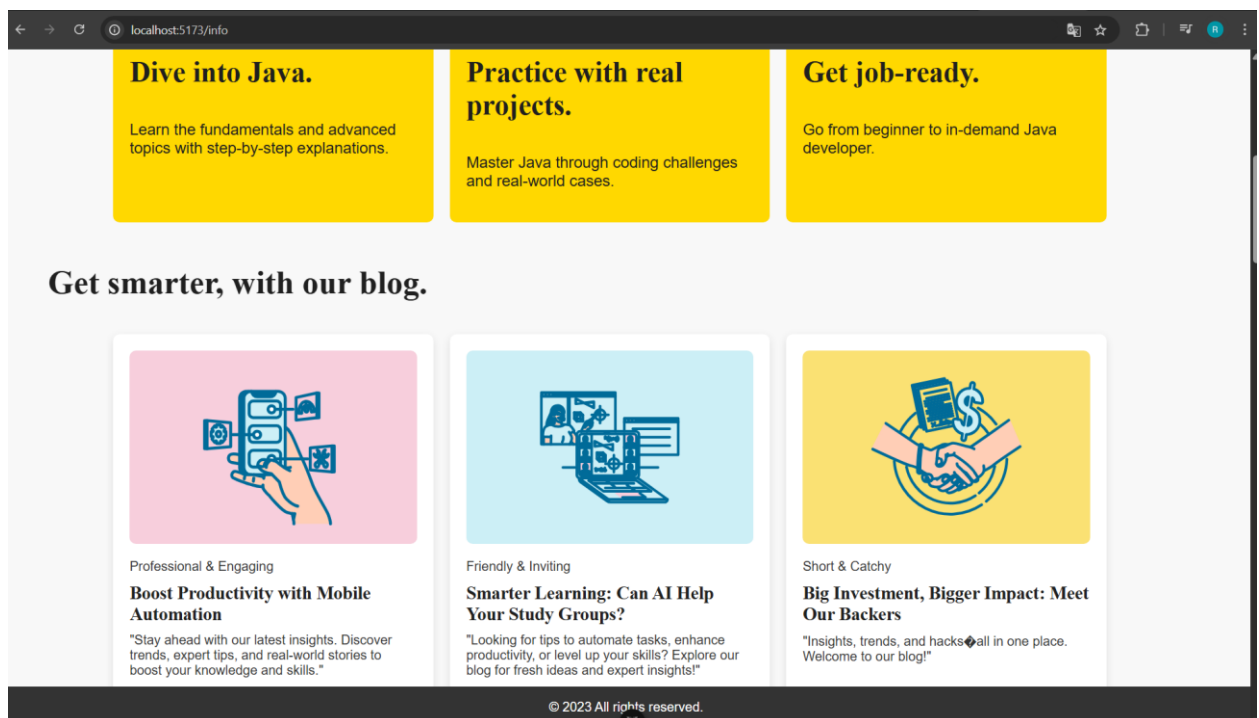 localhost:5173/info
R
Dive into Java.
Learn the fundamentals and advanced
topics with step-by-step explanations.
Practice with real
projects.
Master Java through coding challenges
and real-world cases.
Get job-ready.
Go from beginner to in-demand Java
developer.
Get smarter, with our blog.
Professional & Engaging
Boost Productivity with Mobile
Automation
"Stay ahead with our latest insights. Discover
trends, expert tips, and real-world stories to
boost your knowledge and skills."
Friendly & Inviting
Smarter Learning: Can AI Help
Your Study Groups?
"Looking for tips to automate tasks, enhance
productivity, or level up your skills? Explore our
blog for fresh ideas and expert insights!"
$
Short & Catchy
Big Investment, Bigger Impact: Meet
Our Backers
"Insights, trends, and hacks�all in one place.
Welcome to our blog!"
© 2023 All rights reserved.